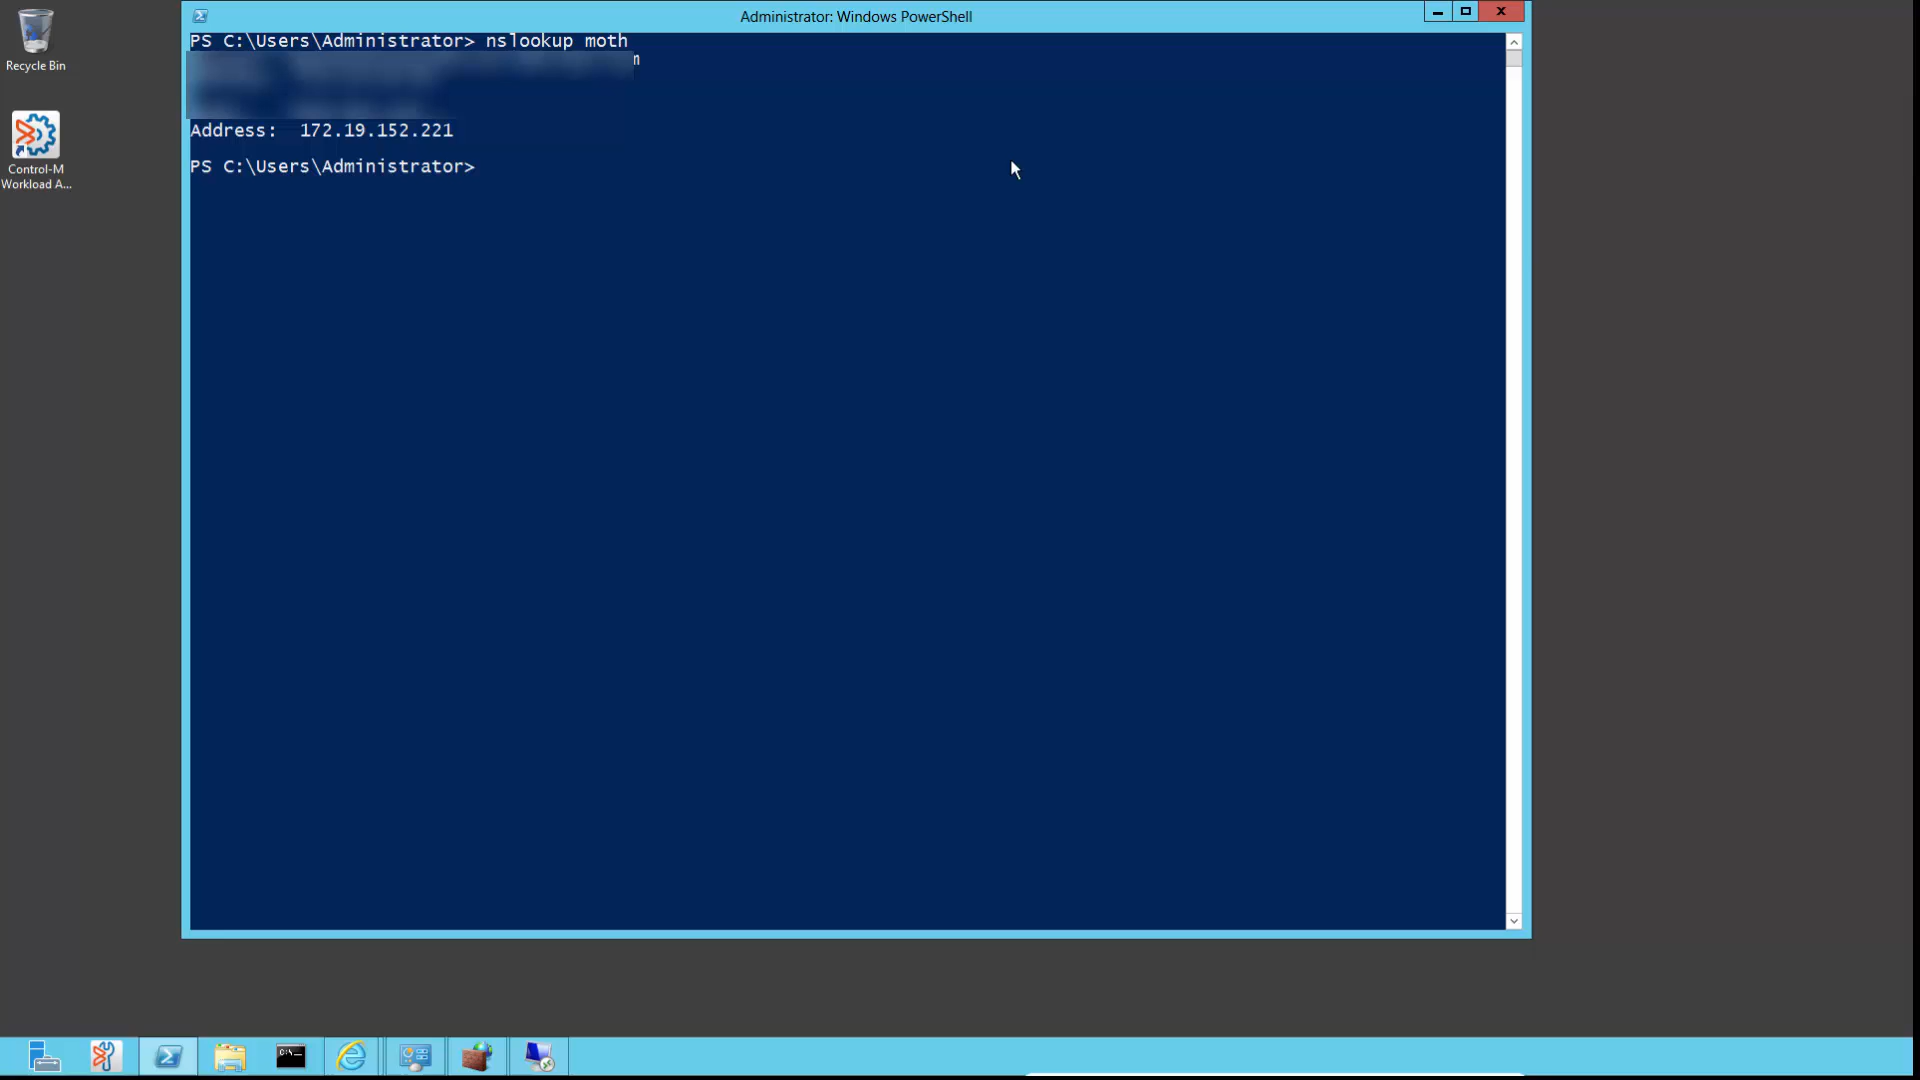 Administrator: Windows PowerShell
PS C:\Users\Administrator> nslookup moth
Address:  172.19.152.221
PS C:\Users\Administrator>
Recycle Bin
Control-M
Workload A...